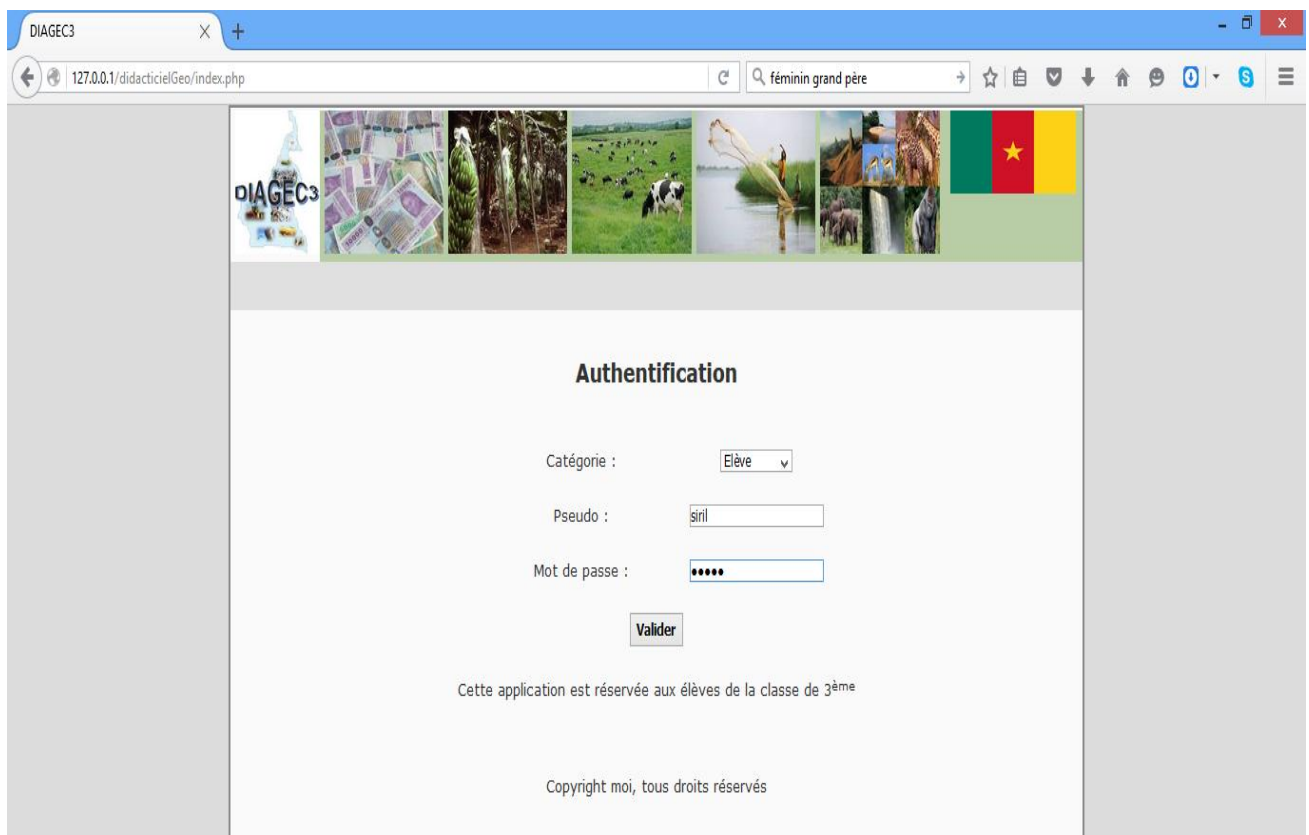 DIAGEC3
127.0.0.1/didacticielGeo/index.php
féminin grand père
DIAGEC3
10000
Authentification
Catégorie :
Elève
Pseudo :
siril
Mot de passe :
•••••
Valider
Cette application est réservée aux élèves de la classe de 3ème
Copyright moi, tous droits réservés